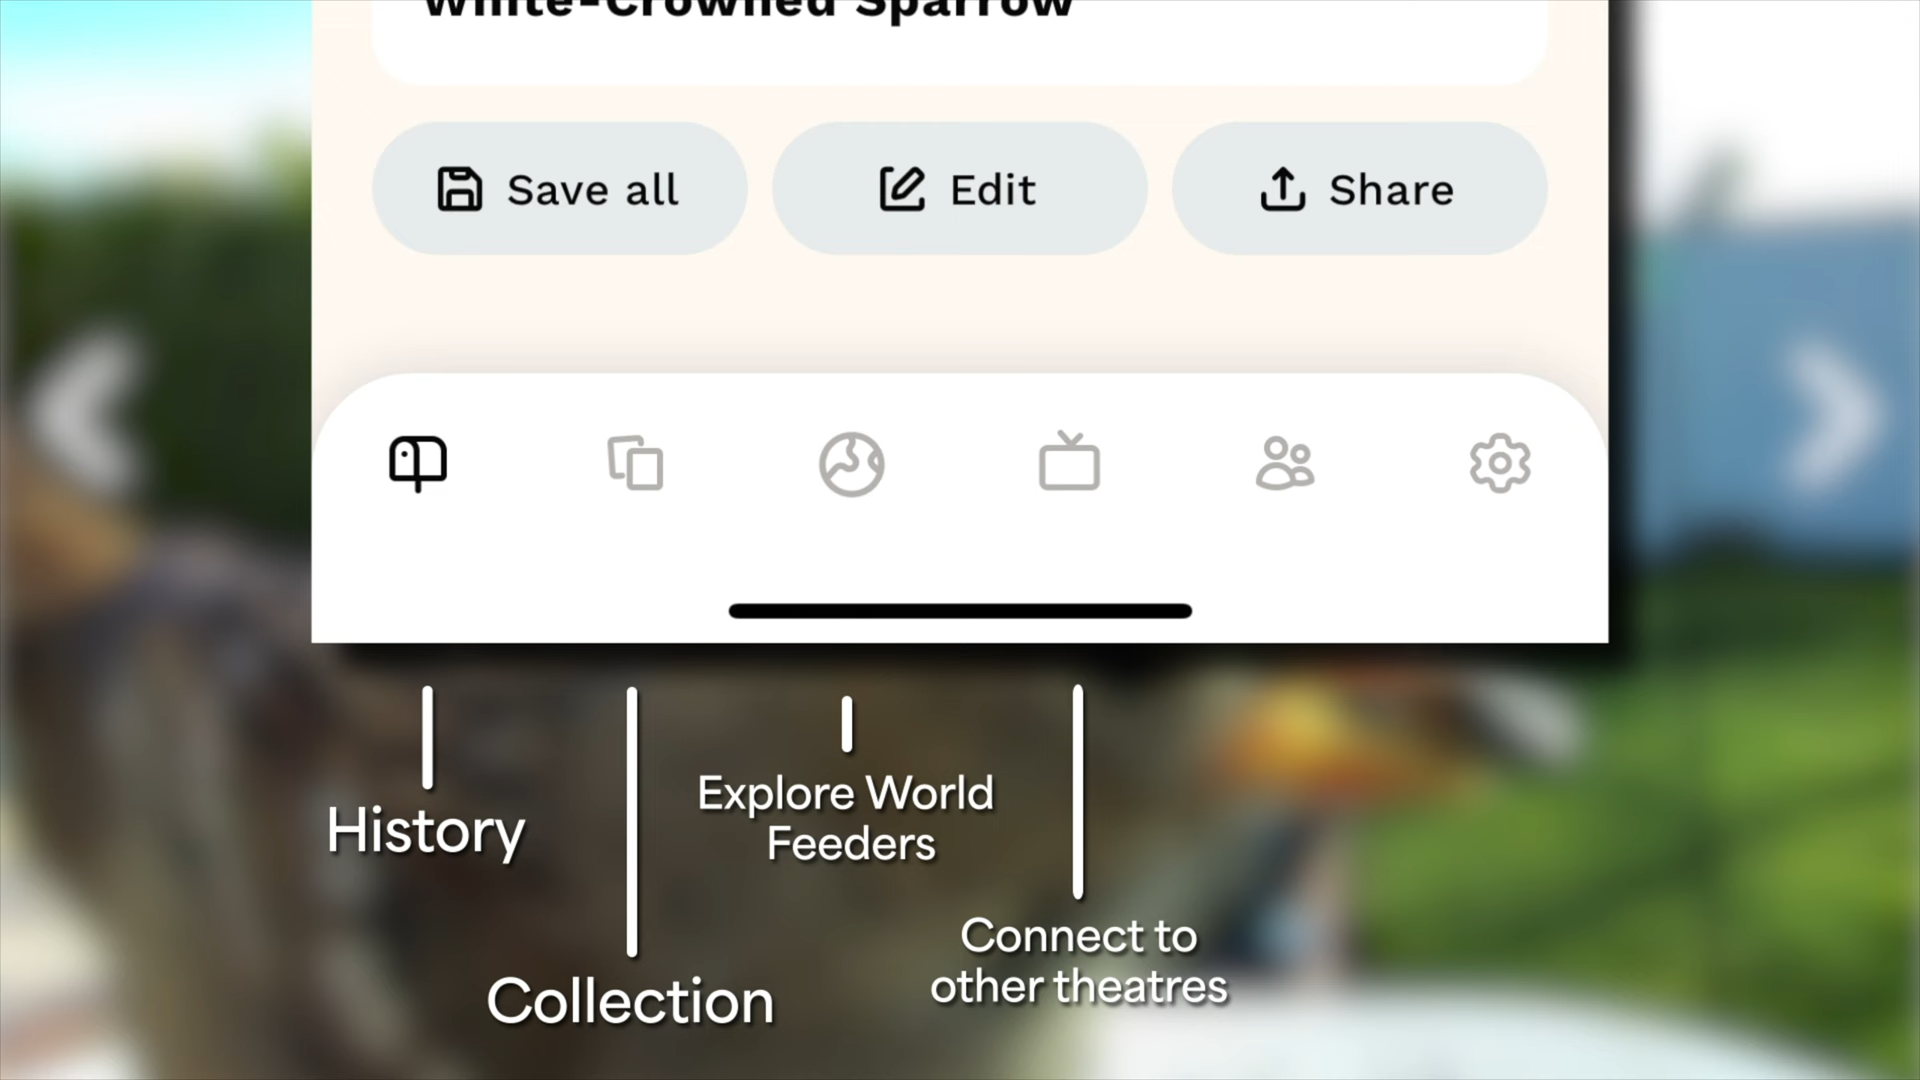 White-Crowned Sparrow
Save all
Edit
Share
History
Explore World
Feeders
Collection
Connect to
other theatres